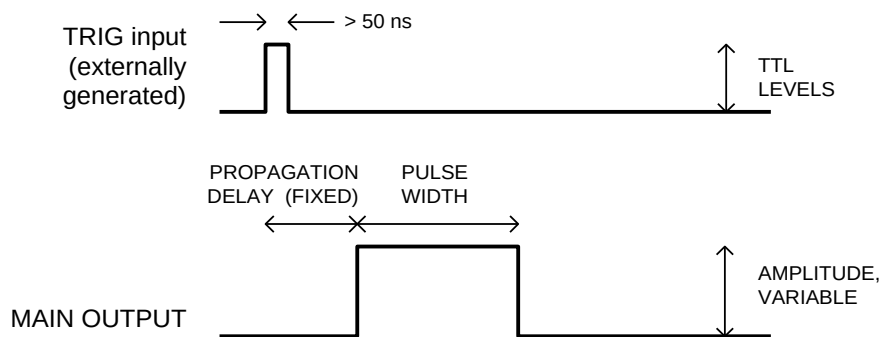 > 50 ns
TRIG input
(externally
generated)
TTL
LEVELS
PROPAGATION
DELAY (FIXED)
PULSE
WIDTH
AMPLITUDE,
VARIABLE
MAIN OUTPUT